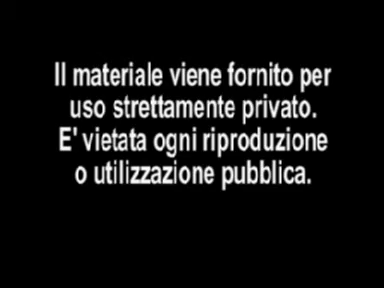 Il materiale viene fornito per
uso strettamente privato.
E' vietata ogni riproduzione
o utilizzazione pubblica.